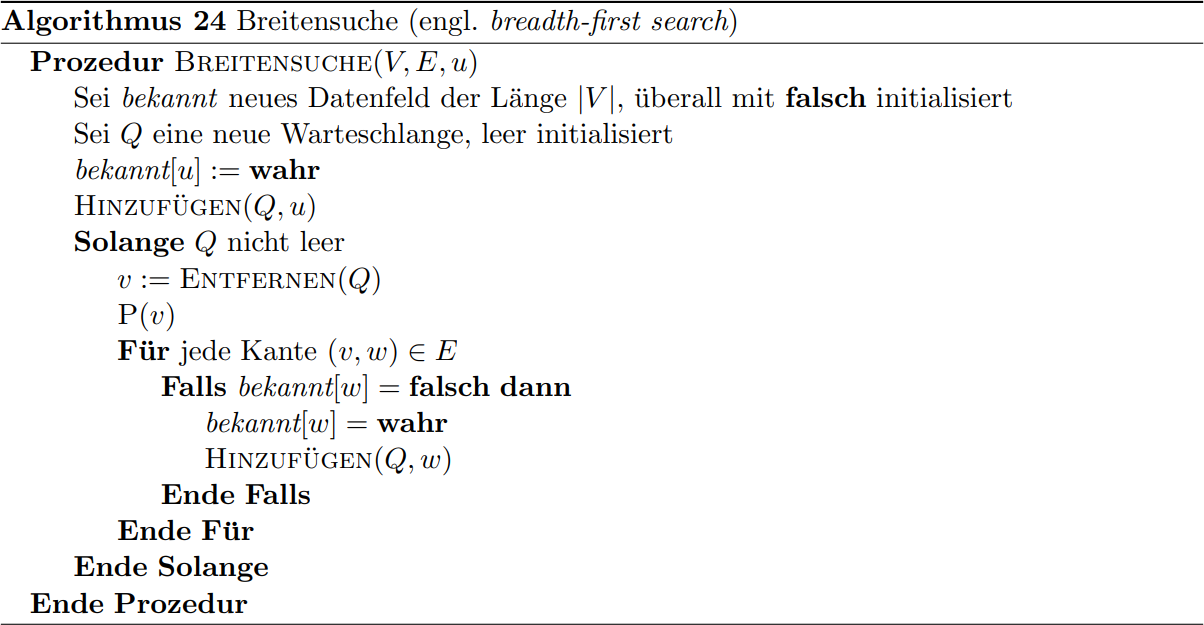 Algorithmus 24 Breitensuche (engl. breadth-first search)
Prozedur BREITENSUCHE(V, E, u)
Sei bekannt neues Datenfeld der Länge |V|, überall mit falsch initialisiert
Sei Q eine neue Warteschlange, leer initialisiert
bekannt[u] := wahr
HINZUFÜGEN(Q, u)
Solange Q nicht leer
v := ENTFERNEN(Q)
P(v)
Für jede Kante (v, w) ∈ E
Falls bekannt[w] = falsch dann
bekannt[w] = wahr
HINZUFÜGEN(Q, w)
Ende Falls
Ende Für
Ende Solange
Ende Prozedur